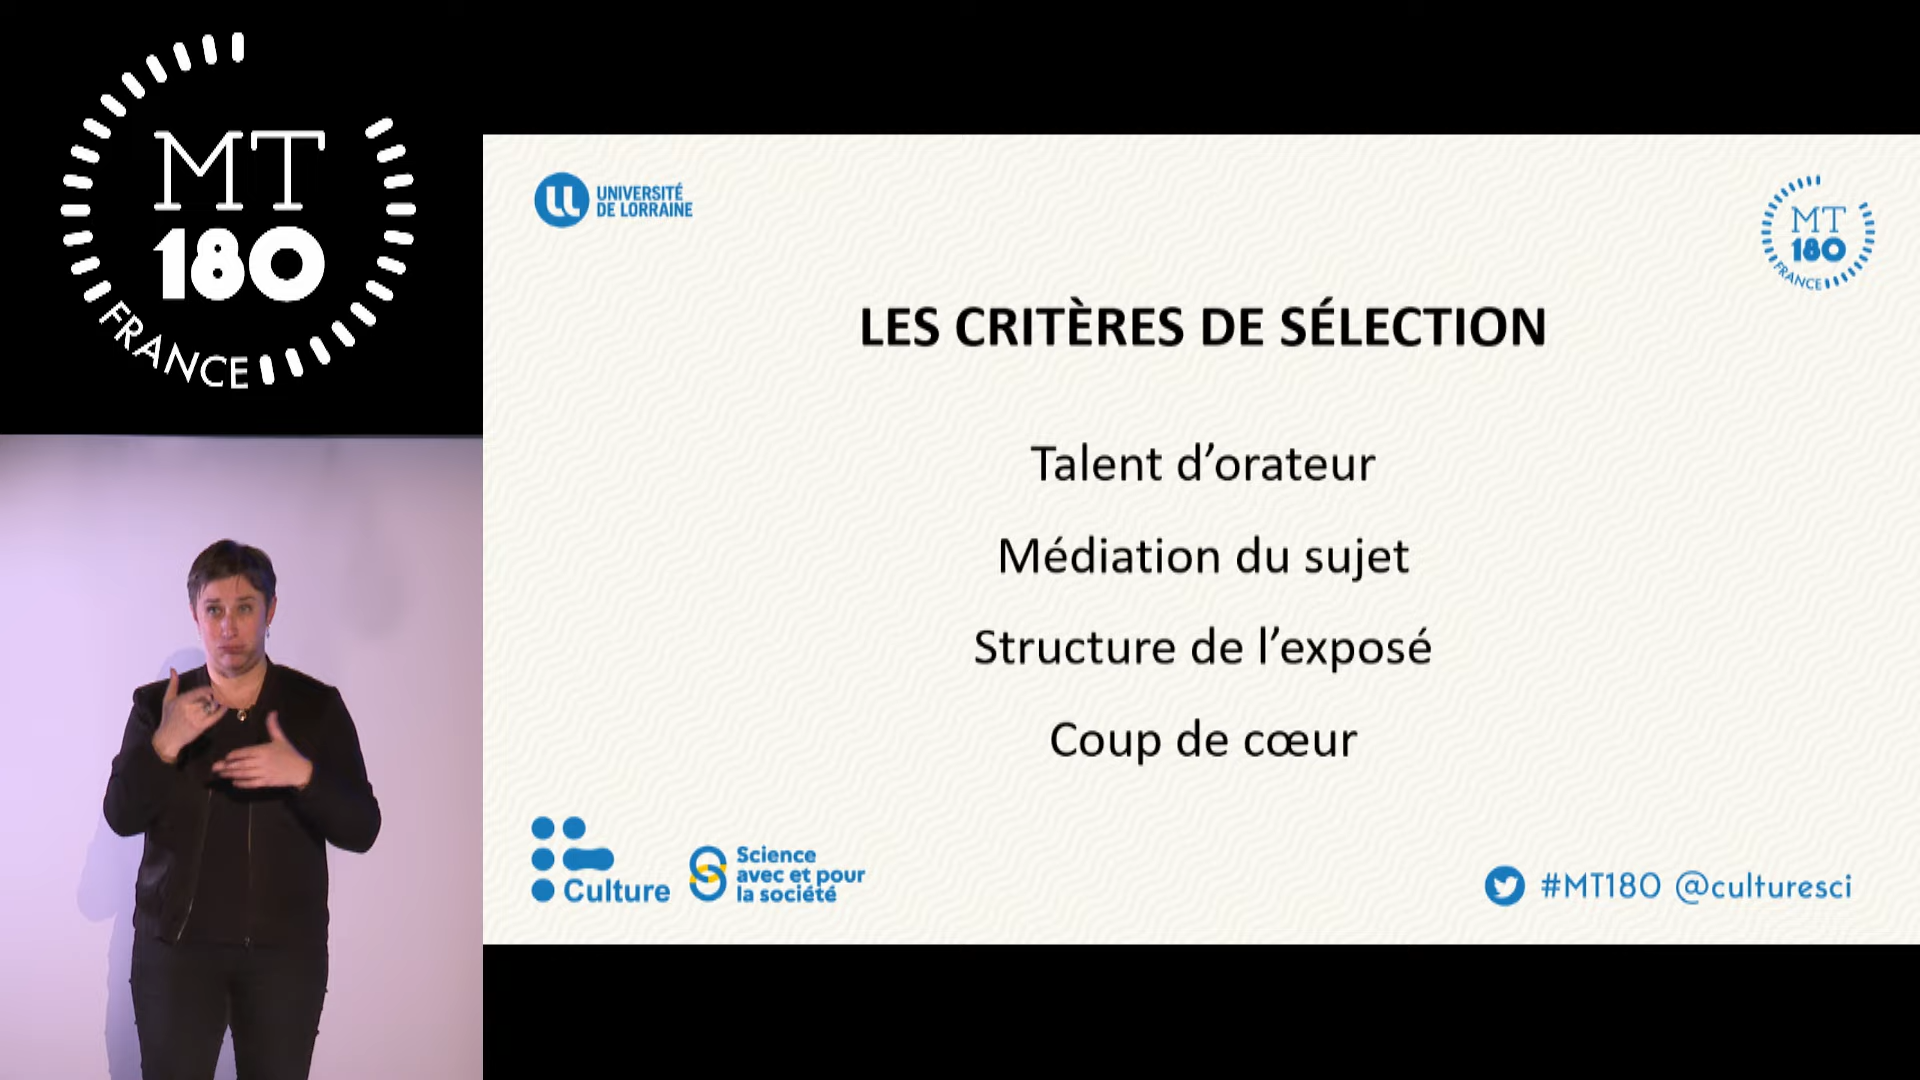 MT
180
FRANCE
UNIVERSITÉ
DE LORRAINE
MT
180
FRANCE
LES CRITÈRES DE SÉLECTION
Talent d’orateur
Médiation du sujet
Structure de l’exposé
Coup de cœur
Culture
Science
avec et pour
la société
#MT180 @culturesci